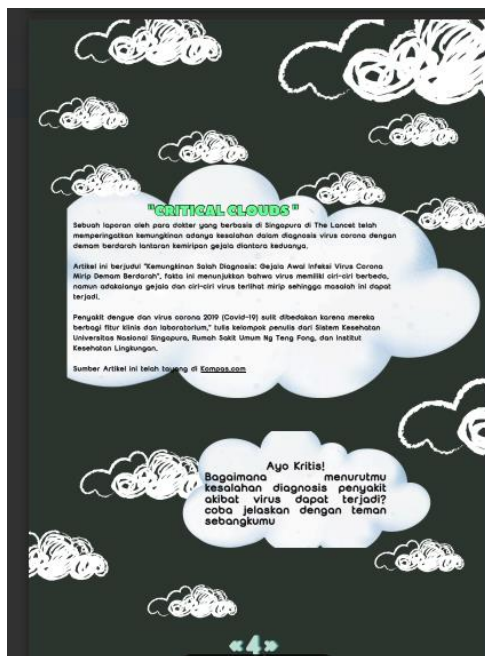 "CRITICAL CLOUDS"
Sebuah laporan oleh para dokter yang berbasis di Singapura di The Lancet telah
memperingatkan kemungkinan adanya kesalahan dalam diagnosis virus corona dengan
demam berdarah lantaran kemiripan gejala diantara keduanya.
Artikel ini berjudul "Kemungkinan Salah Diagnosis: Gejala Awal Infeksi Virus Corona
Mirip Demam Berdarah", fakta ini menunjukkan bahwa virus memiliki ciri-ciri berbeda,
namun adakalanya gejala dan ciri-ciri virus terlihat mirip sehingga masalah ini dapat
terjadi.
Penyakit dengue dan virus corona 2019 (Covid-19) sulit dibedakan karena mereka
berbagi fitur klinis dan laboratorium," tulis kelompok penulis dari Sistem Kesehatan
Universitas Nasional Singapura, Rumah Sakit Umum Ng Teng Fong, dan Institut
Kesehatan Lingkungan.
Sumber Artikel ini telah tayang di Kompas.com
Ayo Kritis!
Bagaimana menurutmu
kesalahan diagnosis penyakit
akibat virus dapat terjadi?
coba jelaskan dengan teman
sebangkumu
«4»